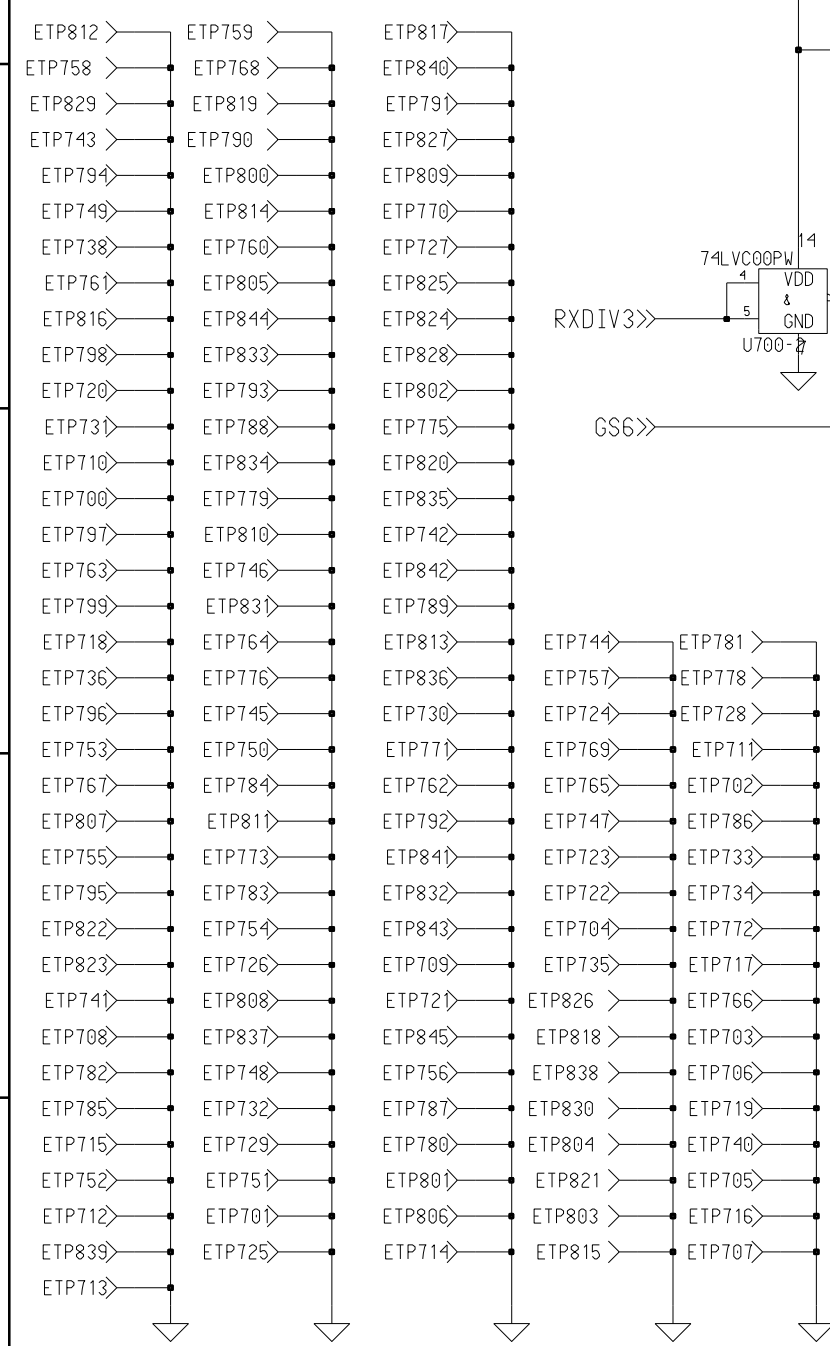 ETP812 ETP759 ETP817
ETP758 ETP768 ETP840
ETP829 ETP819 ETP791
ETP743 ETP790 ETP827
ETP794 ETP800 ETP809
ETP749 ETP814 ETP770
ETP738 ETP760 ETP727
14
74LVC00PW
ETP761 ETP805 ETP825 4 VDD
&
ETP816 ETP844 ETP824 RXDIV3 5 GND
U700-2
7
ETP798 ETP833 ETP828
ETP720 ETP793 ETP802
ETP731 ETP788 ETP775 GS6
ETP710 ETP834 ETP820
ETP700 ETP779 ETP835
ETP797 ETP810 ETP742
ETP763 ETP746 ETP842
ETP799 ETP831 ETP789
ETP718 ETP764 ETP813 ETP744 ETP781
ETP736 ETP776 ETP836 ETP757 ETP778
ETP796 ETP745 ETP730 ETP724 ETP728
ETP753 ETP750 ETP771 ETP769 ETP711
ETP767 ETP784 ETP762 ETP765 ETP702
ETP807 ETP811 ETP792 ETP747 ETP786
ETP755 ETP773 ETP841 ETP723 ETP733
ETP795 ETP783 ETP832 ETP722 ETP734
ETP822 ETP754 ETP843 ETP704 ETP772
ETP823 ETP726 ETP709 ETP735 ETP717
ETP741 ETP808 ETP721 ETP826 ETP766
ETP708 ETP837 ETP845 ETP818 ETP703
ETP782 ETP748 ETP756 ETP838 ETP706
ETP785 ETP732 ETP787 ETP830 ETP719
ETP715 ETP729 ETP780 ETP804 ETP740
ETP752 ETP751 ETP801 ETP821 ETP705
ETP712 ETP701 ETP806 ETP803 ETP716
ETP839 ETP725 ETP714 ETP815 ETP707
ETP713